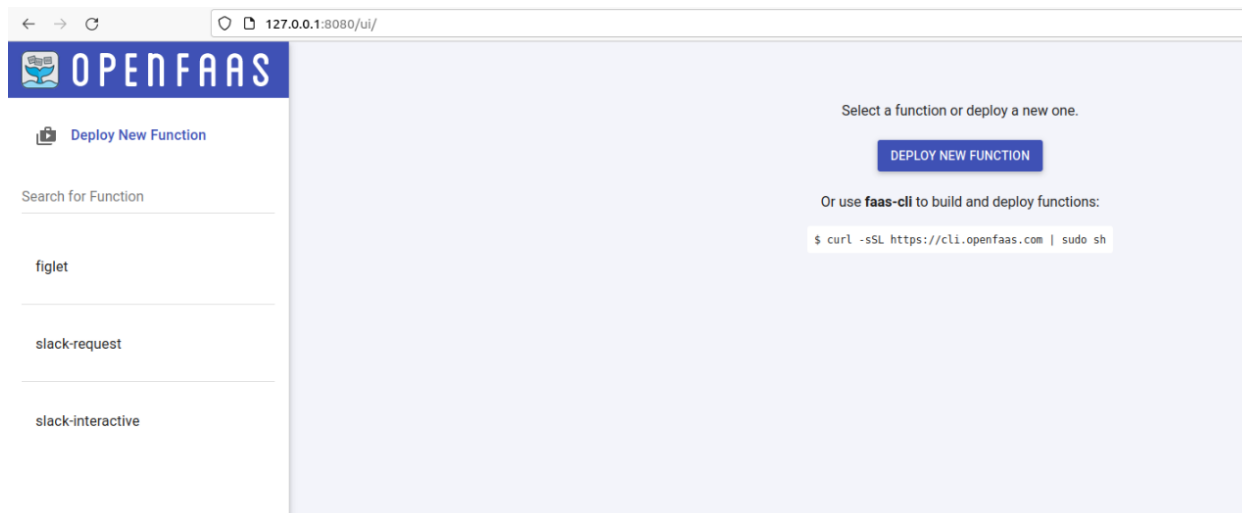 127.0.0.1:8080/ui/
OPENFAAS
Deploy New Function
Search for Function
figlet
slack-request
slack-interactive
Select a function or deploy a new one.
DEPLOY NEW FUNCTION
Or use faas-cli to build and deploy functions:
$ curl -sSL https://cli.openfaas.com | sudo sh